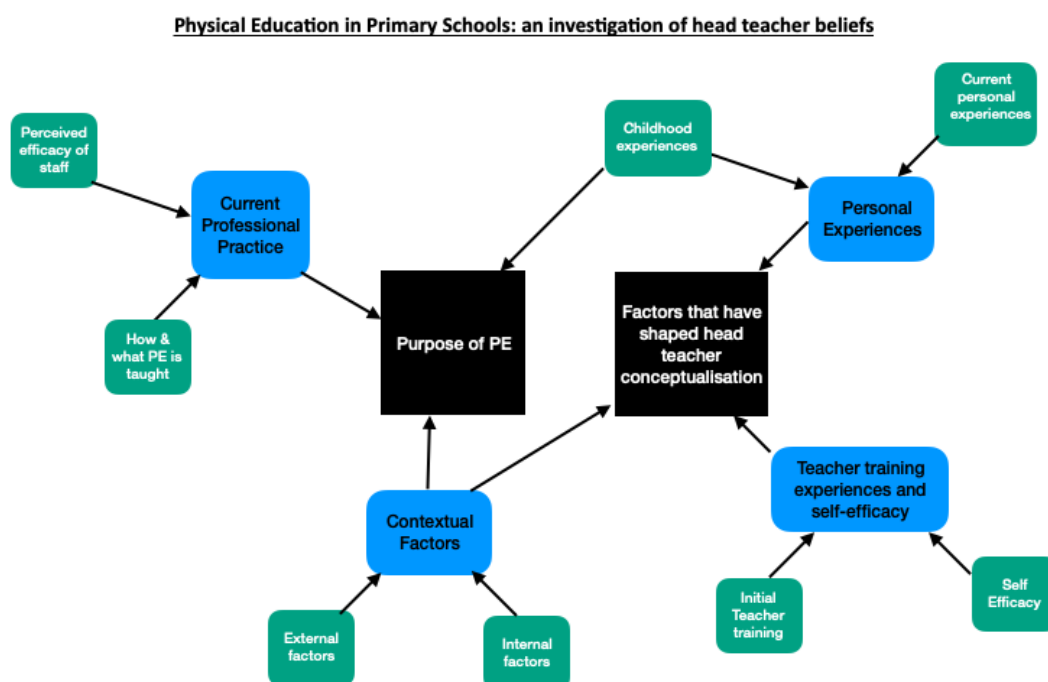 Physical Education in Primary Schools: an investigation of head teacher beliefs
Current
personal
experiences
Childhood
experiences
Perceived
efficacy of
staff
Current
Professional
Practice
Personal
Experiences
Purpose of PE
Factors that have
shaped head
teacher
conceptualisation
How &
what PE is
taught
Teacher training
experiences and
self-efficacy
Contextual
Factors
Initial
Teacher
training
Self
Efficacy
External
factors
Internal
factors